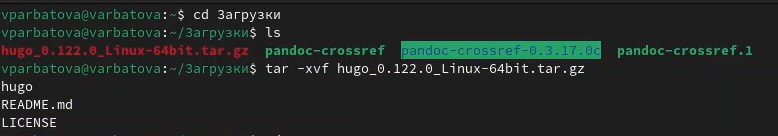 vparbatova@varbatova:~$ cd Загрузки
vparbatova@varbatova:~/Загрузки$ ls
hugo_0.122.0_Linux-64bit.tar.gz pandoc-crossref pandoc-crossref-0.3.17.0c pandoc-crossref.1
vparbatova@varbatova:~/Загрузки$ tar -xvf hugo_0.122.0_Linux-64bit.tar.gz
hugo
README.md
LICENSE